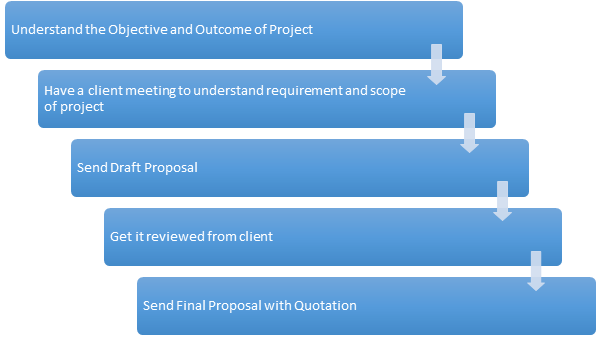 Understand the Objective and Outcome of Project
Have a client meeting to understand requirement and scope
of project
Send Draft Proposal
Get it reviewed from client
Send Final Proposal with Quotation